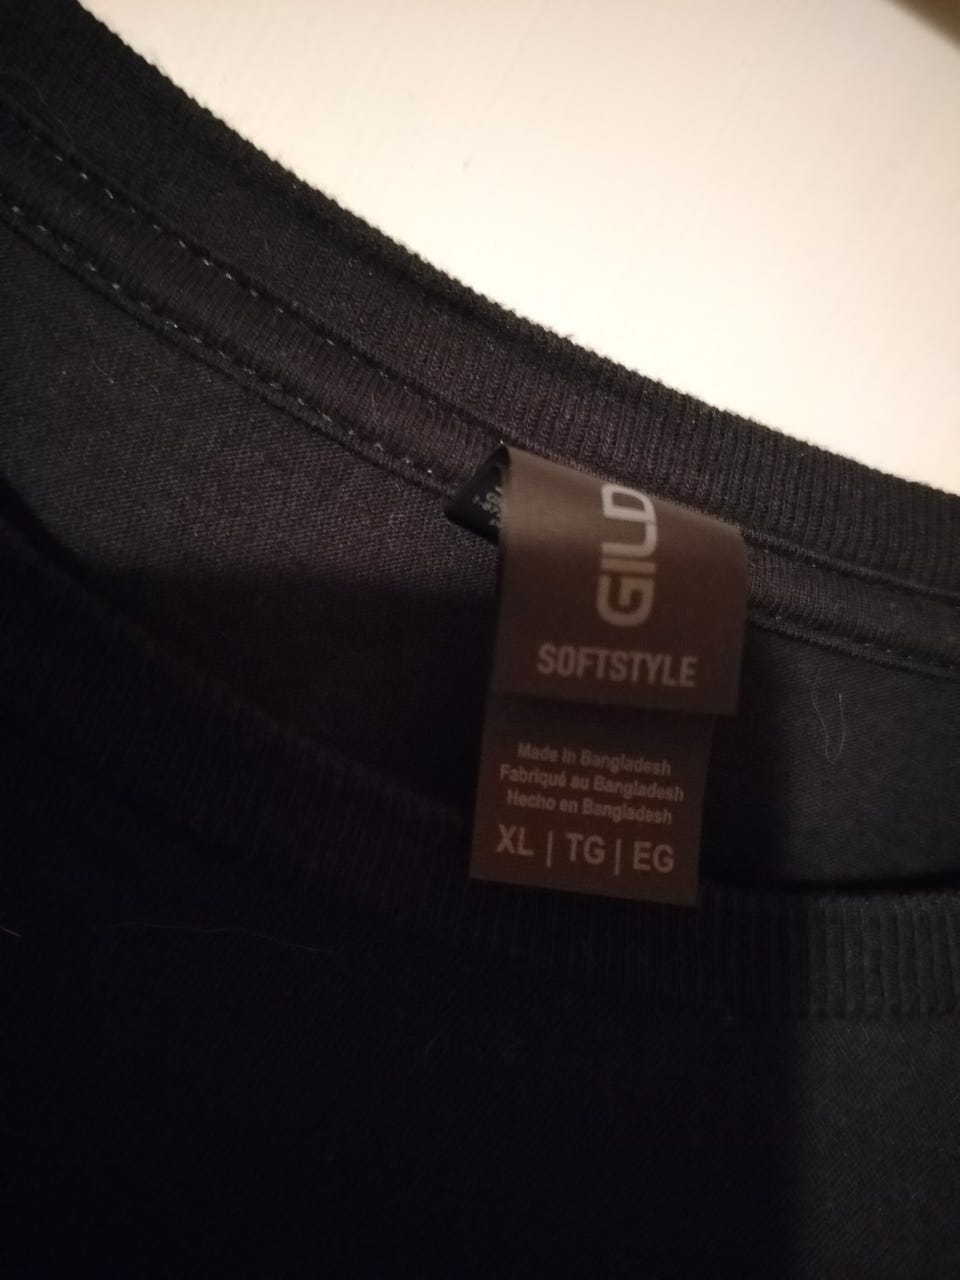 GILD
SOFTSTYLE
Made in Bangladesh
Fabriqué au Bangladesh
Hecho en Bangladesh
XL | TG | EG